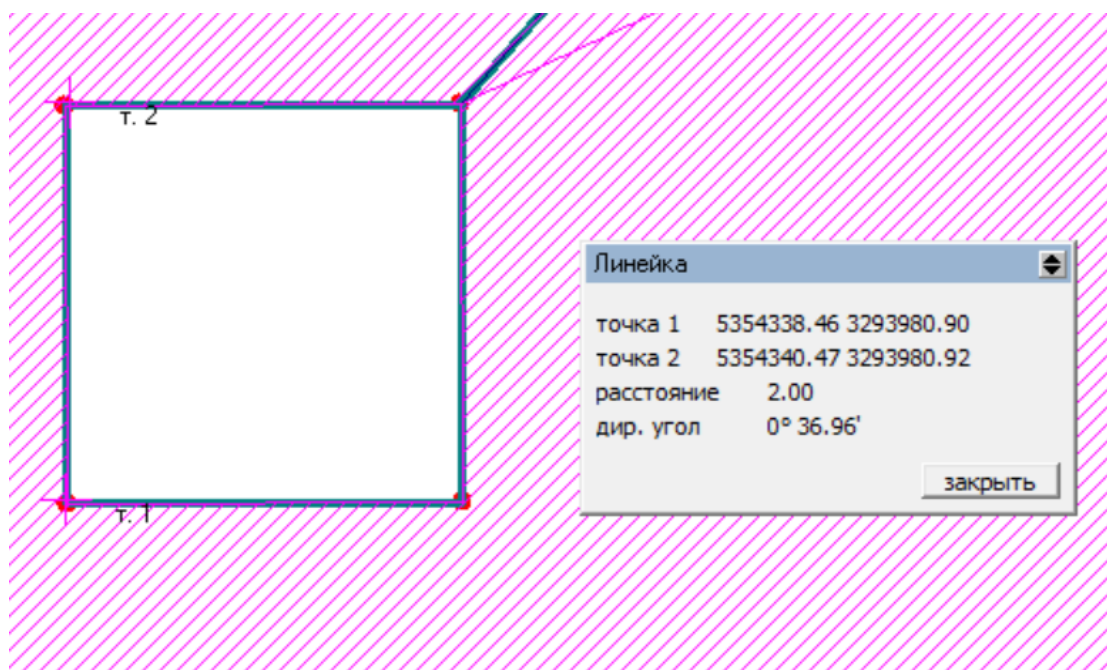 т. 2
Линейка
точка 1 5354338.46 3293980.90
точка 2 5354340.47 3293980.92
расстояние 2.00
дир. угол 0° 36.96'
закрыть
т. 1